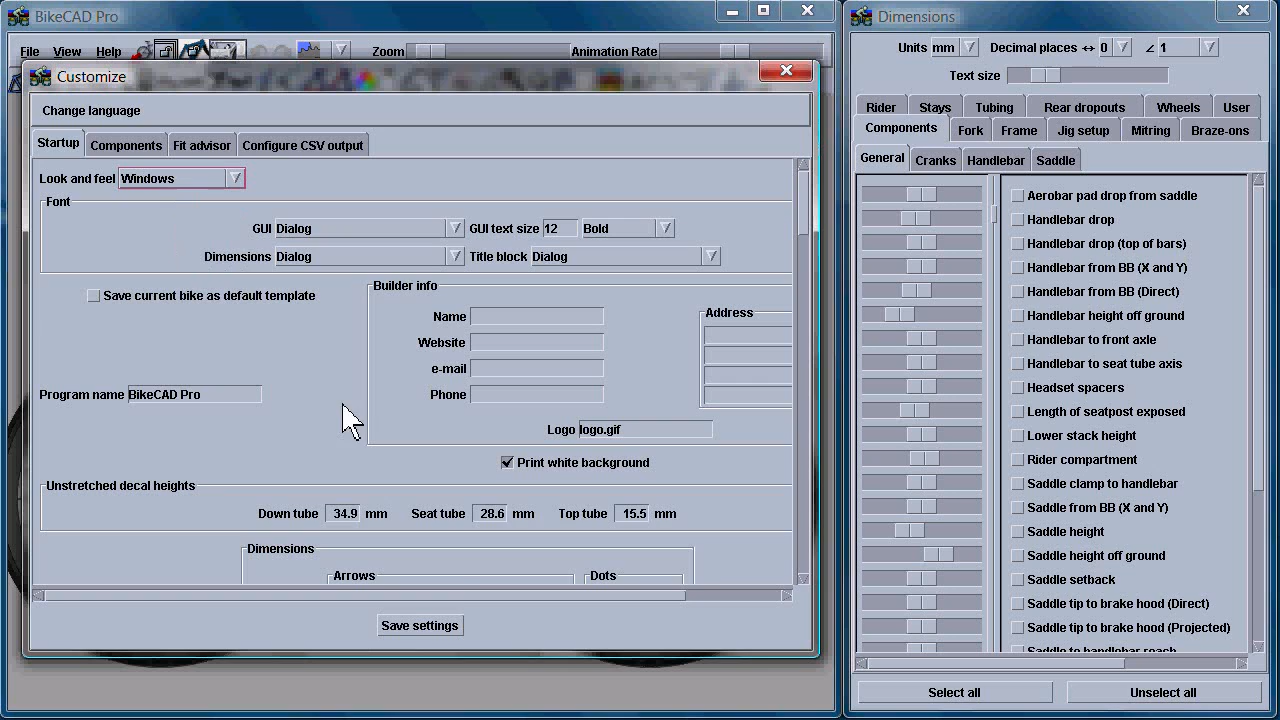 BikeCAD Pro
File View Help Zoom Animation Rate
Customize
Change language
Startup Components Fit advisor Configure CSV output
Look and feel Windows
Font
GUI Dialog GUI text size 12 Bold
Dimensions Dialog Title block Dialog
Save current bike as default template
Builder info
Name
Address
Website
e-mail
Program name BikeCAD Pro
Phone
Logo logo.gif
Print white background
Unstretched decal heights
Down tube 34.9 mm Seat tube 28.6 mm Top tube 15.5 mm
Dimensions
Arrows Dots
Save settings
Dimensions
Units mm Decimal places ↔ 0 ∠ 1
Text size
Rider Stays Tubing Rear dropouts Wheels User
Components Fork Frame Jig setup Mitring Braze-ons
General Cranks Handlebar Saddle
Aerobar pad drop from saddle
Handlebar drop
Handlebar drop (top of bars)
Handlebar from BB (X and Y)
Handlebar from BB (Direct)
Handlebar height off ground
Handlebar to front axle
Handlebar to seat tube axis
Headset spacers
Length of seatpost exposed
Lower stack height
Rider compartment
Saddle clamp to handlebar
Saddle from BB (X and Y)
Saddle height
Saddle height off ground
Saddle setback
Saddle tip to brake hood (Direct)
Saddle tip to brake hood (Projected)
Saddle to handlebar reach
Select all Unselect all